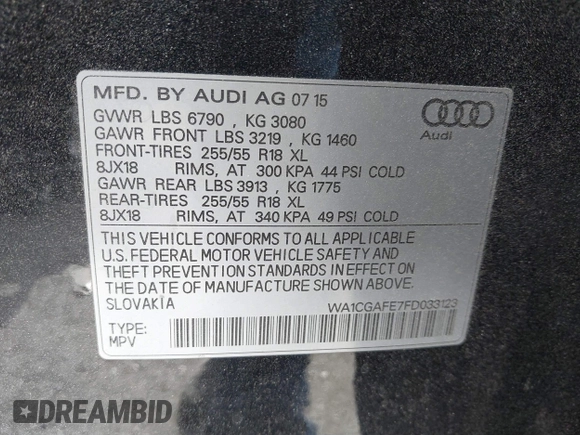 MFD. BY AUDI AG 07 15
GVWR LBS 6790 , KG 3080
GAWR FRONT LBS 3219 , KG 1460
FRONT-TIRES 255/55 R18 XL
8JX18 RIMS, AT 300 KPA 44 PSI COLD
GAWR REAR LBS 3913 , KG 1775
REAR-TIRES 255/55 R18 XL
8JX18 RIMS, AT 340 KPA 49 PSI COLD
Audi
THIS VEHICLE CONFORMS TO ALL APPLICABLE
U.S. FEDERAL MOTOR VEHICLE SAFETY AND
THEFT PREVENTION STANDARDS IN EFFECT ON
THE DATE OF MANUFACTURE SHOWN ABOVE.
SLOVAKIA WA1CGAFE7FD033123
TYPE:
MPV
DREAMBID